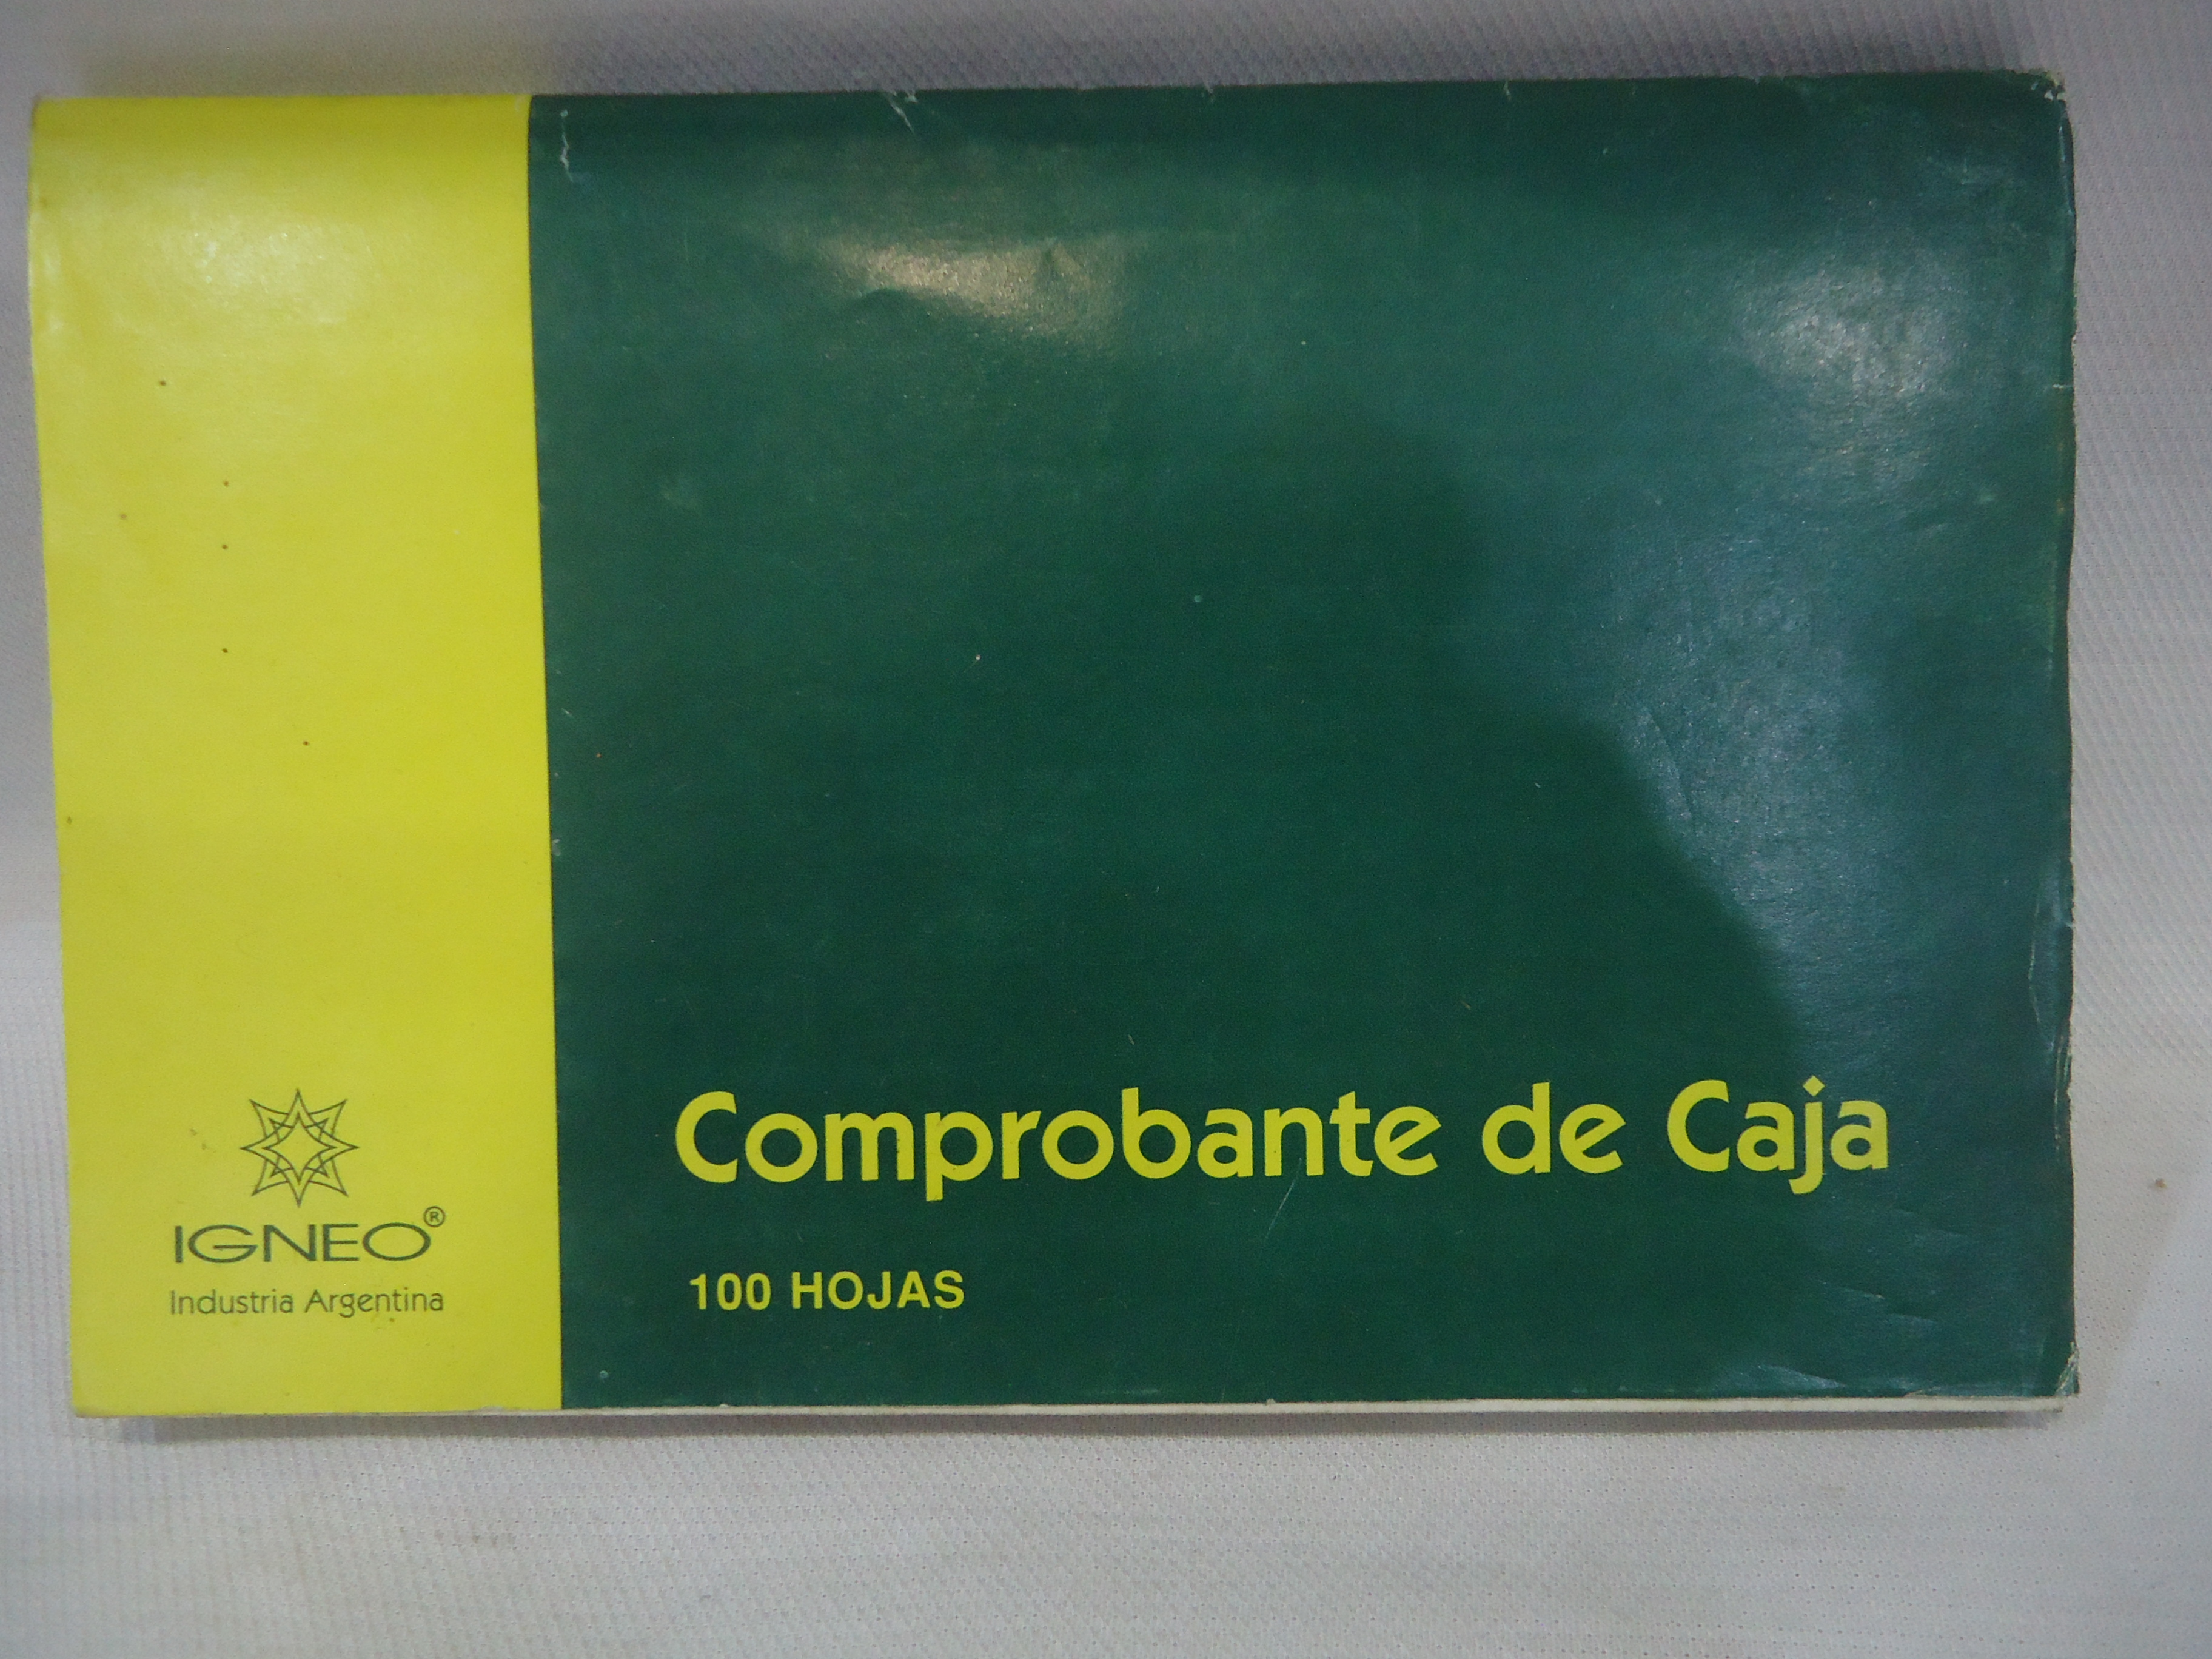 Comprobante de Caja
100 HOJAS
IGNEO®
Industria Argentina